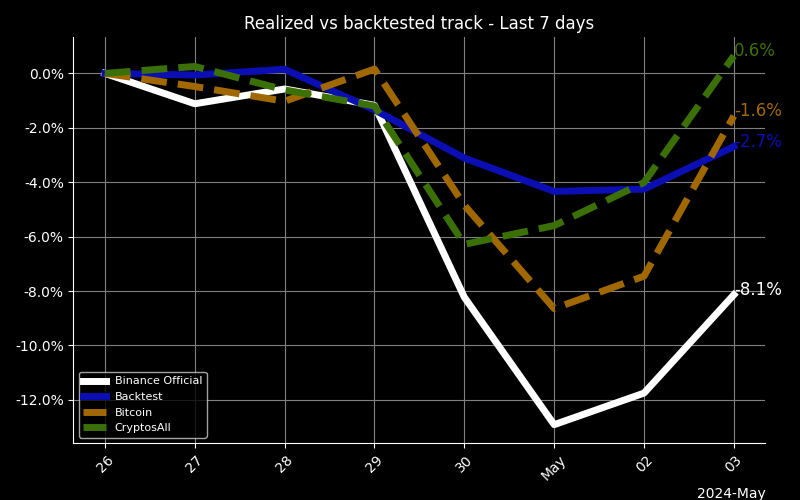 Realized vs backtested track - Last 7 days
0.0%
-2.0%
-4.0%
-6.0%
-8.0%
-10.0%
-12.0%
0.6%
-1.6%
-2.7%
-8.1%
Binance Official
Backtest
Bitcoin
CryptosAll
26
27
28
29
30
May
02
03
2024-May